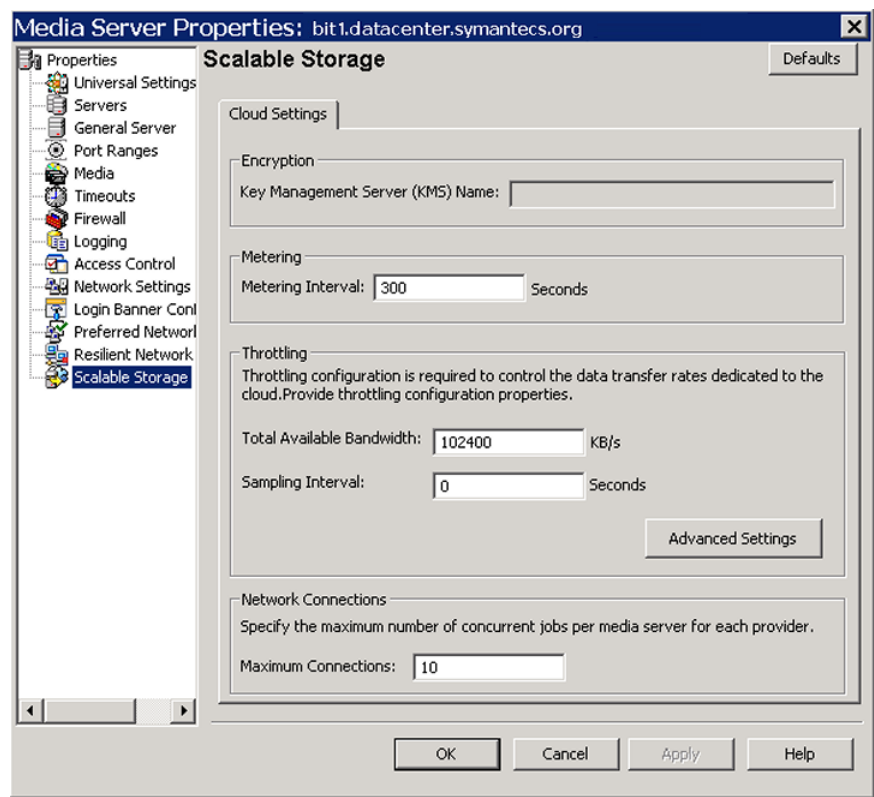 Media Server Properties: bit1.datacenter.symantecs.org
Properties
Universal Settings
Servers
General Server
Port Ranges
Media
Timeouts
Firewall
Logging
Access Control
Network Settings
Login Banner Conf
Preferred Network
Resilient Network
Scalable Storage
Scalable Storage
Defaults
Cloud Settings
Encryption
Key Management Server (KMS) Name:
Metering
Metering Interval: 300 Seconds
Throttling
Throttling configuration is required to control the data transfer rates dedicated to the
cloud.Provide throttling configuration properties.
Total Available Bandwidth: 102400 KB/s
Sampling Interval: 0 Seconds
Advanced Settings
Network Connections
Specify the maximum number of concurrent jobs per media server for each provider.
Maximum Connections: 10
OK Cancel Apply Help